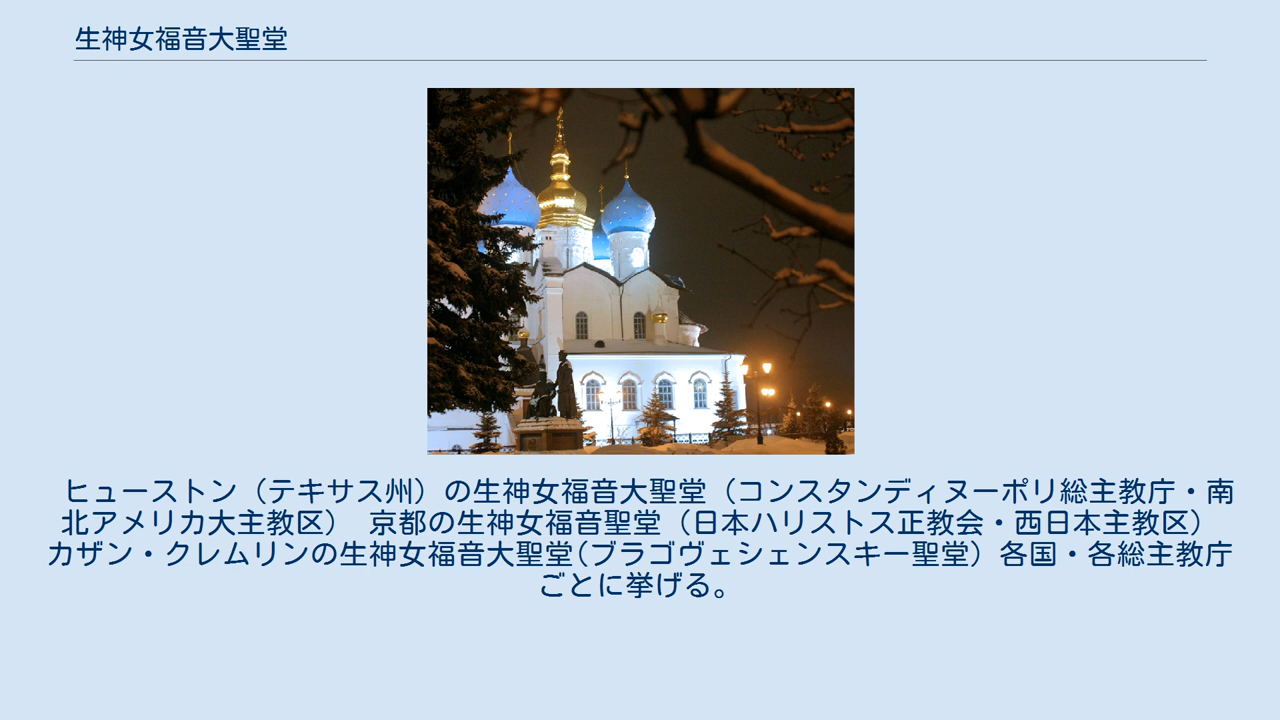 生神女福音大聖堂
ヒューストン（テキサス州）の生神女福音大聖堂（コンスタンディヌーポリ総主教庁・南
北アメリカ大主教区） 京都の生神女福音聖堂（日本ハリストス正教会・西日本主教区）
カザン・クレムリンの生神女福音大聖堂(ブラゴヴェシェンスキー聖堂）各国・各総主教庁
ごとに挙げる。